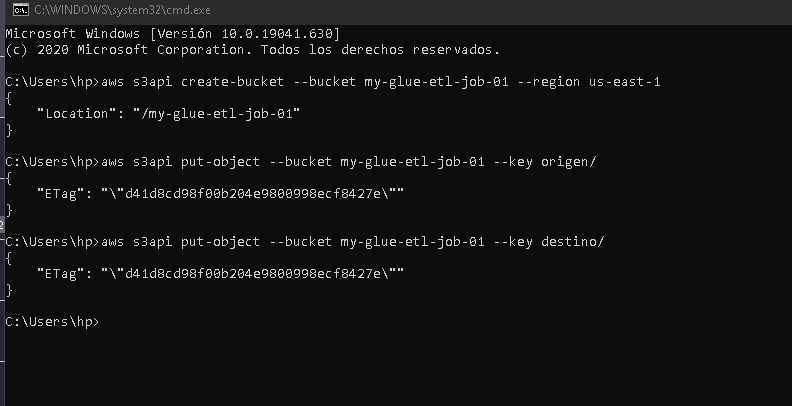 C:\WINDOWS\system32\cmd.exe
Microsoft Windows [Versión 10.0.19041.630]
(c) 2020 Microsoft Corporation. Todos los derechos reservados.
C:\Users\hp>aws s3api create-bucket --bucket my-glue-etl-job-01 --region us-east-1
{
    "Location": "/my-glue-etl-job-01"
}
C:\Users\hp>aws s3api put-object --bucket my-glue-etl-job-01 --key origen/
{
    "ETag": "\"d41d8cd98f00b204e9800998ecf8427e\""
}
C:\Users\hp>aws s3api put-object --bucket my-glue-etl-job-01 --key destino/
{
    "ETag": "\"d41d8cd98f00b204e9800998ecf8427e\""
}
C:\Users\hp>